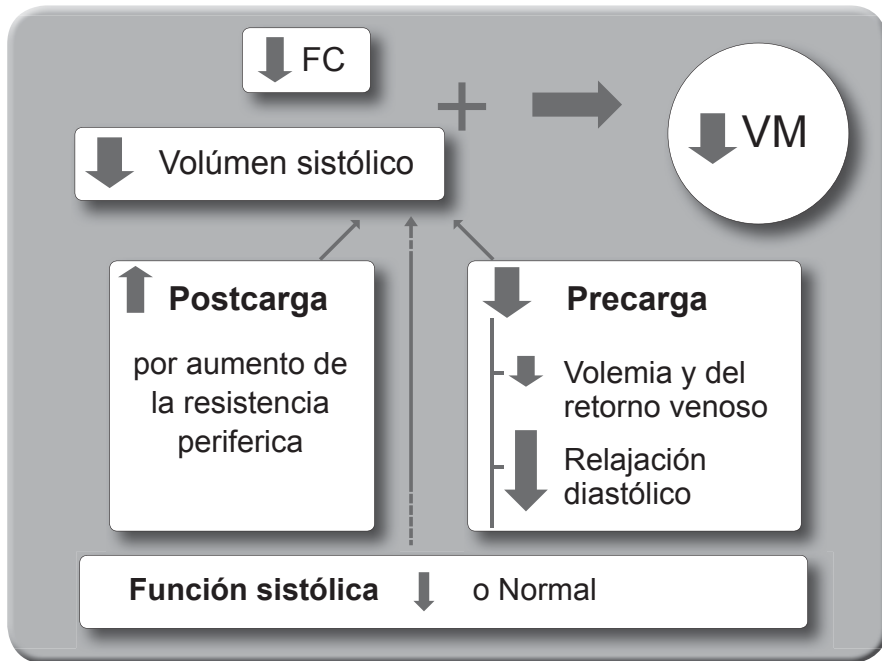 FC
+
VM
Volúmen sistólico
Postcarga
por aumento de
la resistencia
periferica
Precarga
Volemia y del
retorno venoso
Relajación
diastólico
Función sistólica o Normal